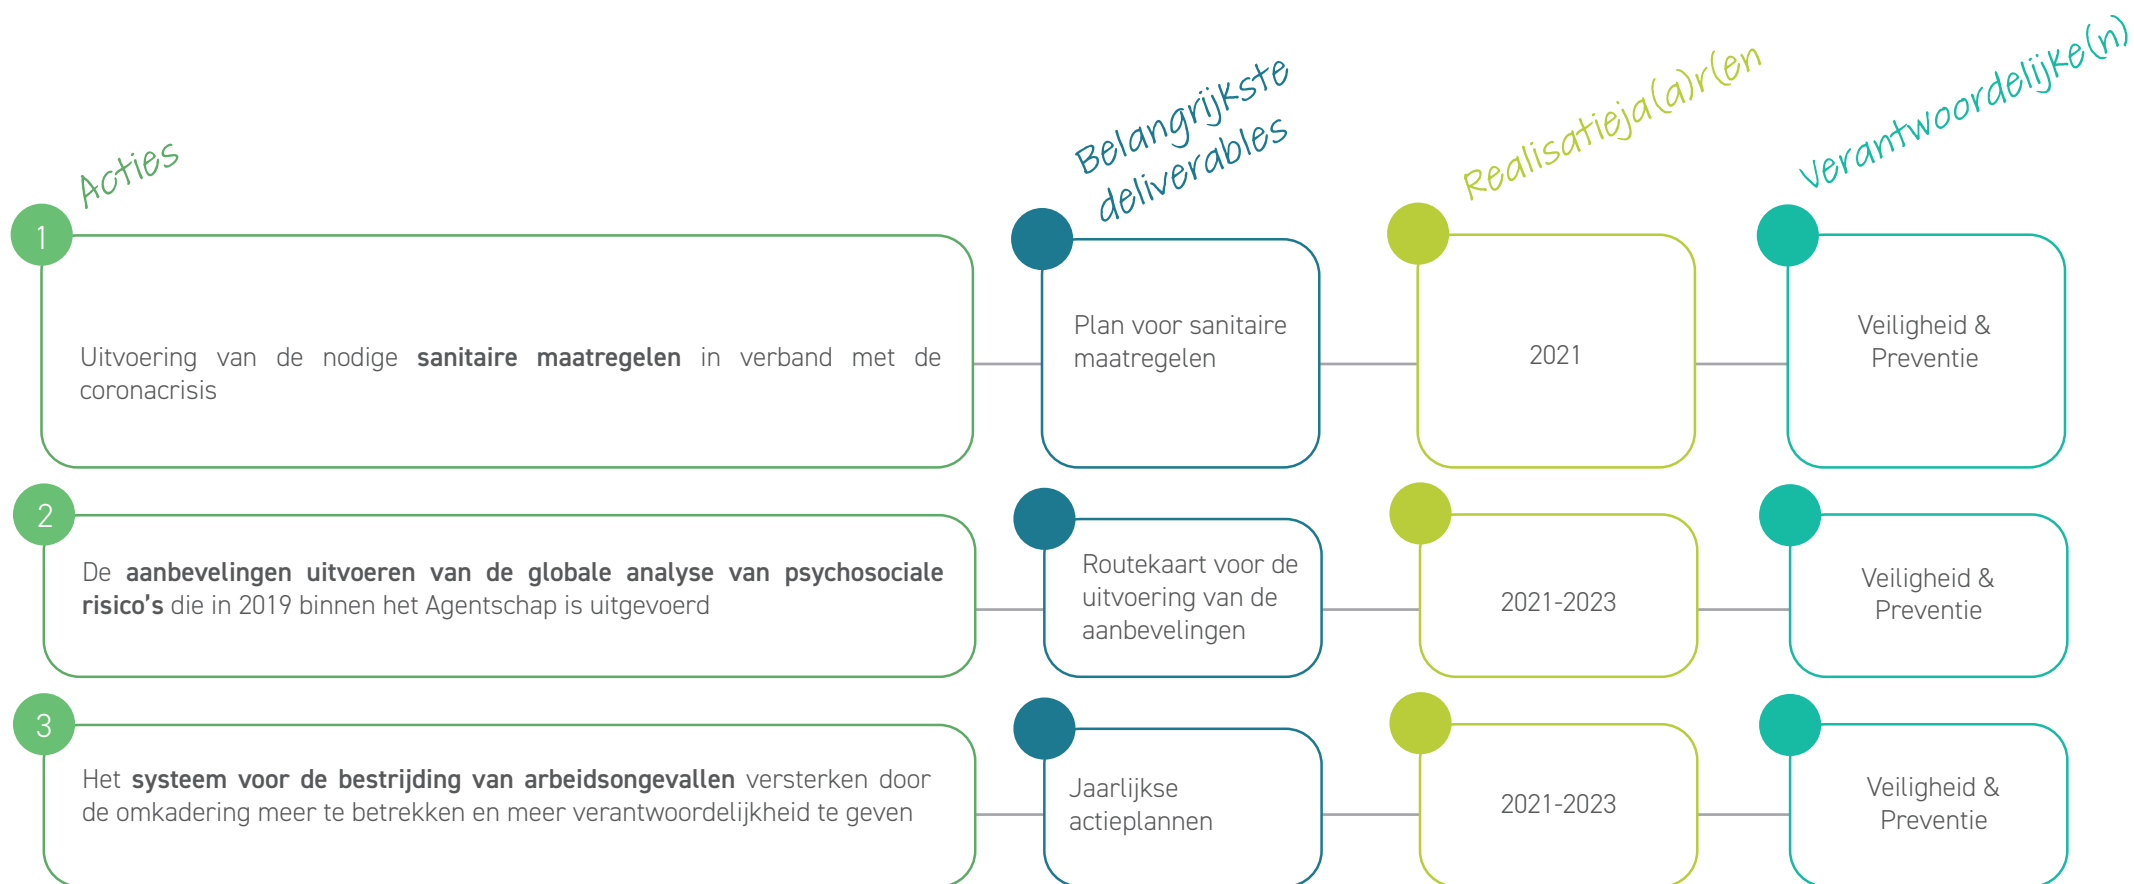 Acties
Belangrijkste
deliverables
Realisatieja(a)r(en
Verantwoordelijke(n)
1
Uitvoering van de nodige sanitaire maatregelen in verband met de
coronacrisis
Plan voor sanitaire
maatregelen
2021
Veiligheid &
Preventie
2
De aanbevelingen uitvoeren van de globale analyse van psychosociale
risico's die in 2019 binnen het Agentschap is uitgevoerd
Routekaart voor de
uitvoering van de
aanbevelingen
2021-2023
Veiligheid &
Preventie
3
Het systeem voor de bestrijding van arbeidsongevallen versterken door
de omkadering meer te betrekken en meer verantwoordelijkheid te geven
Jaarlijkse
actieplannen
2021-2023
Veiligheid &
Preventie